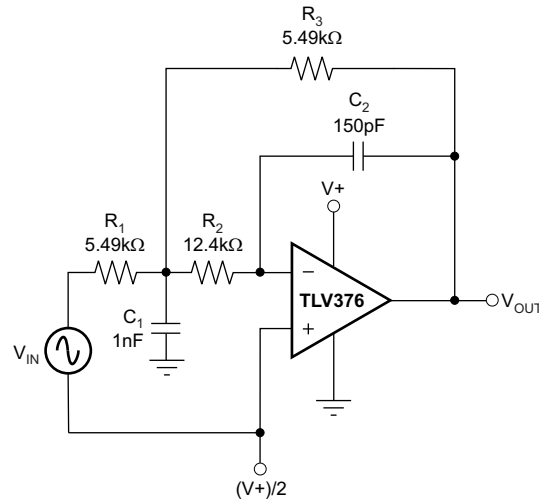 R3
5.49kΩ
C2
150pF
V+
R1
5.49kΩ
R2
12.4kΩ
−
TLV376
+
VOUT
C1
1nF
VIN
(V+)/2